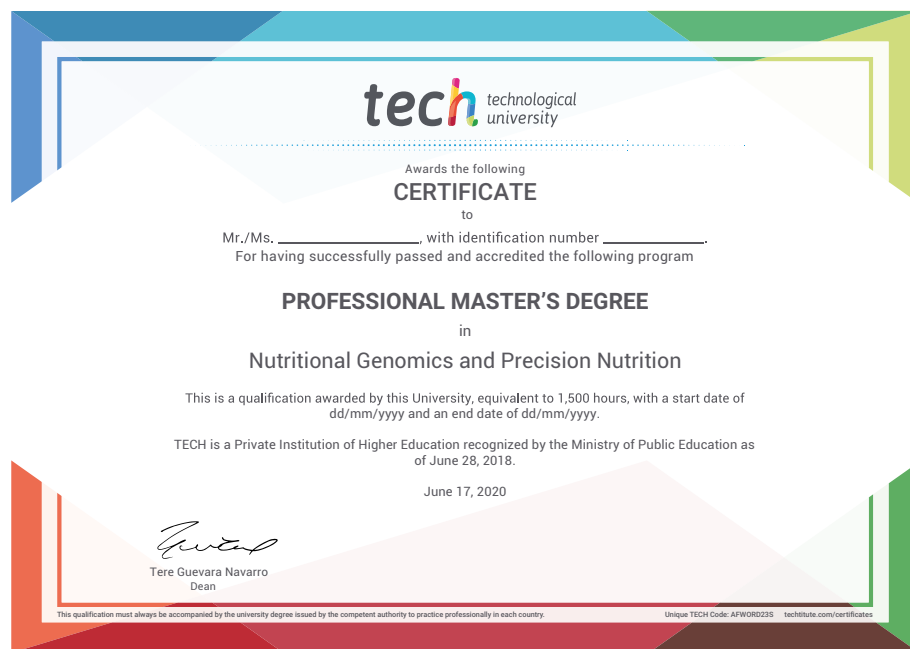 tech technological
university
Awards the following
CERTIFICATE
to
Mr./Ms. ____________, with identification number ____________.
For having successfully passed and accredited the following program
PROFESSIONAL MASTER'S DEGREE
in
Nutritional Genomics and Precision Nutrition
This is a qualification awarded by this University, equivalent to 1,500 hours, with a start date of
dd/mm/yyyy and an end date of dd/mm/yyyy.
TECH is a Private Institution of Higher Education recognized by the Ministry of Public Education as
of June 28, 2018.
June 17, 2020
Tere Guevara Navarro
Dean
This qualification must always be accompanied by the university degree issued by the competent authority to practice professionally in each country. Unique TECH Code: AFWORD23S techtitute.com/certificates